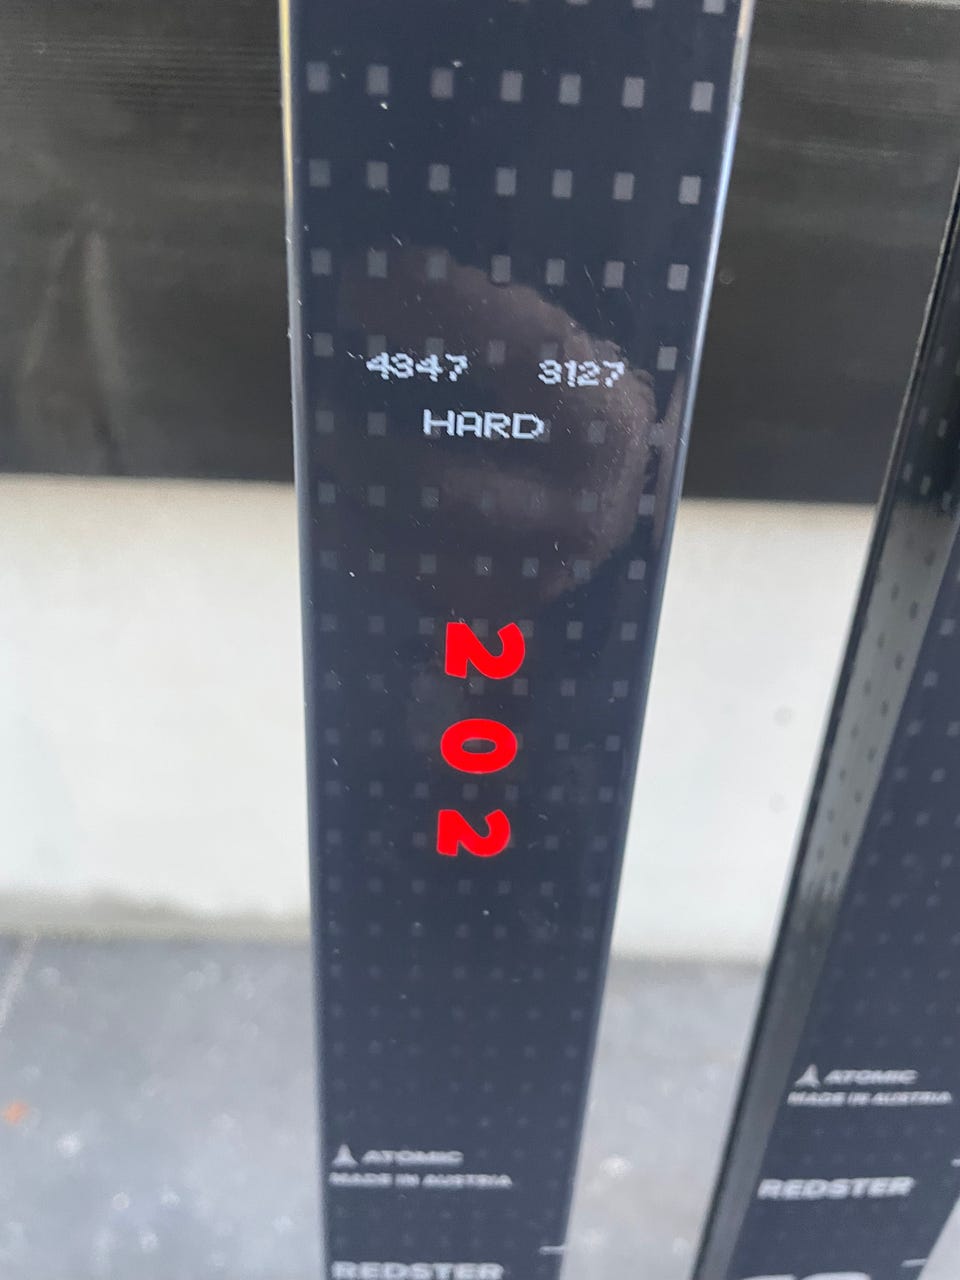 4347 3127
HARD
202
ATOMIC
MADE IN AUSTRIA
REDSTER
ATOMIC
MADE IN AUSTRIA
REDSTER